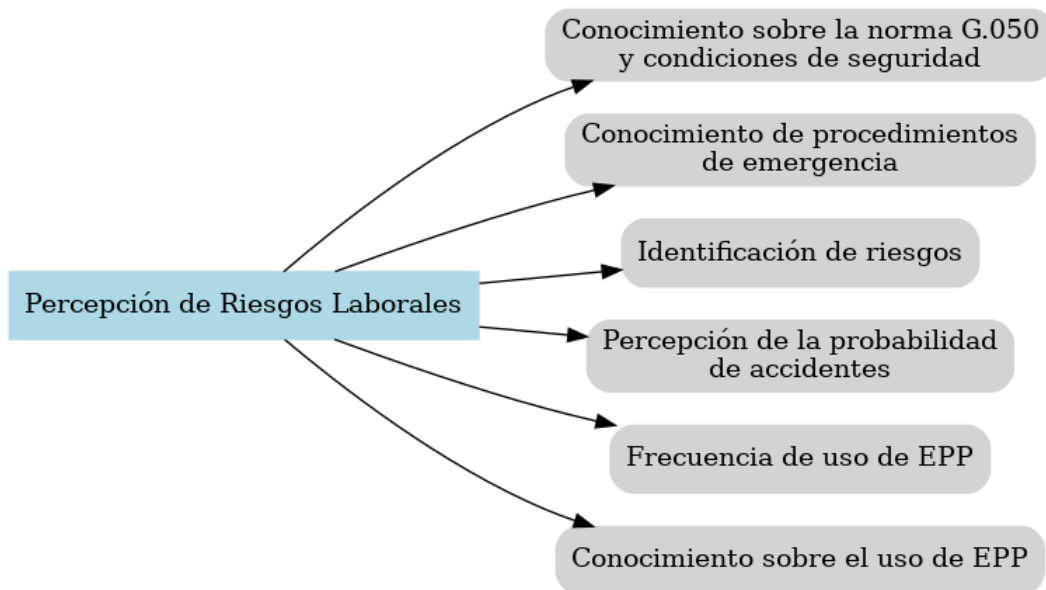 Conocimiento sobre la norma G.050
y condiciones de seguridad
Conocimiento de procedimientos
de emergencia
Identificación de riesgos
Percepción de Riesgos Laborales
Percepción de la probabilidad
de accidentes
Frecuencia de uso de EPP
Conocimiento sobre el uso de EPP